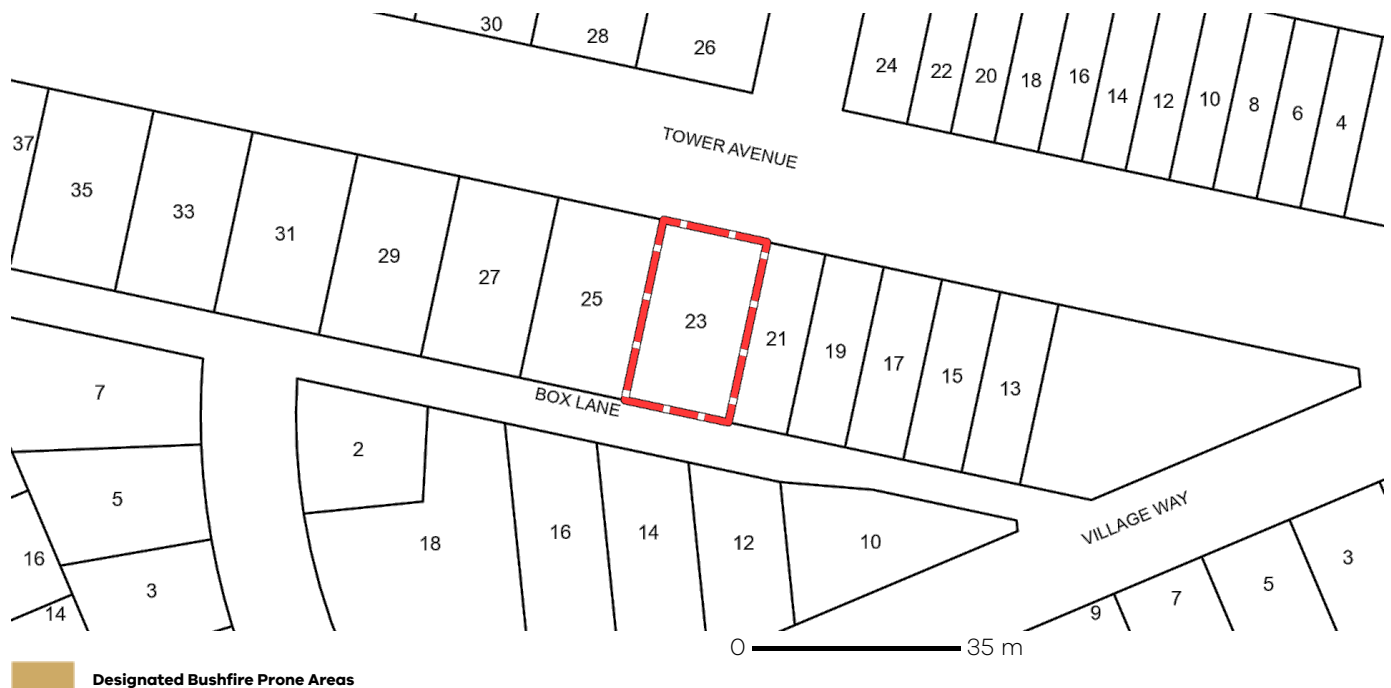 30 28 26
24 22 20 18 16 14 12 10 8 6 4
TOWER AVENUE
37 35 33 31 29 27 25 23 21 19 17 15 13
BOX LANE
7 2
5 18 16 14 12 10
VILLAGE WAY
16 3
14 9 7 5 3
0 35 m
Designated Bushfire Prone Areas